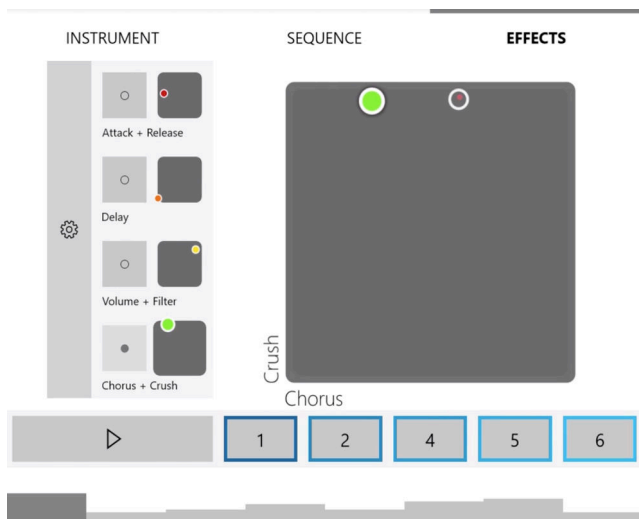 INSTRUMENT SEQUENCE EFFECTS
Attack + Release
Delay
Volume + Filter
Chorus + Crush
Crush
Chorus
1 2 4 5 6